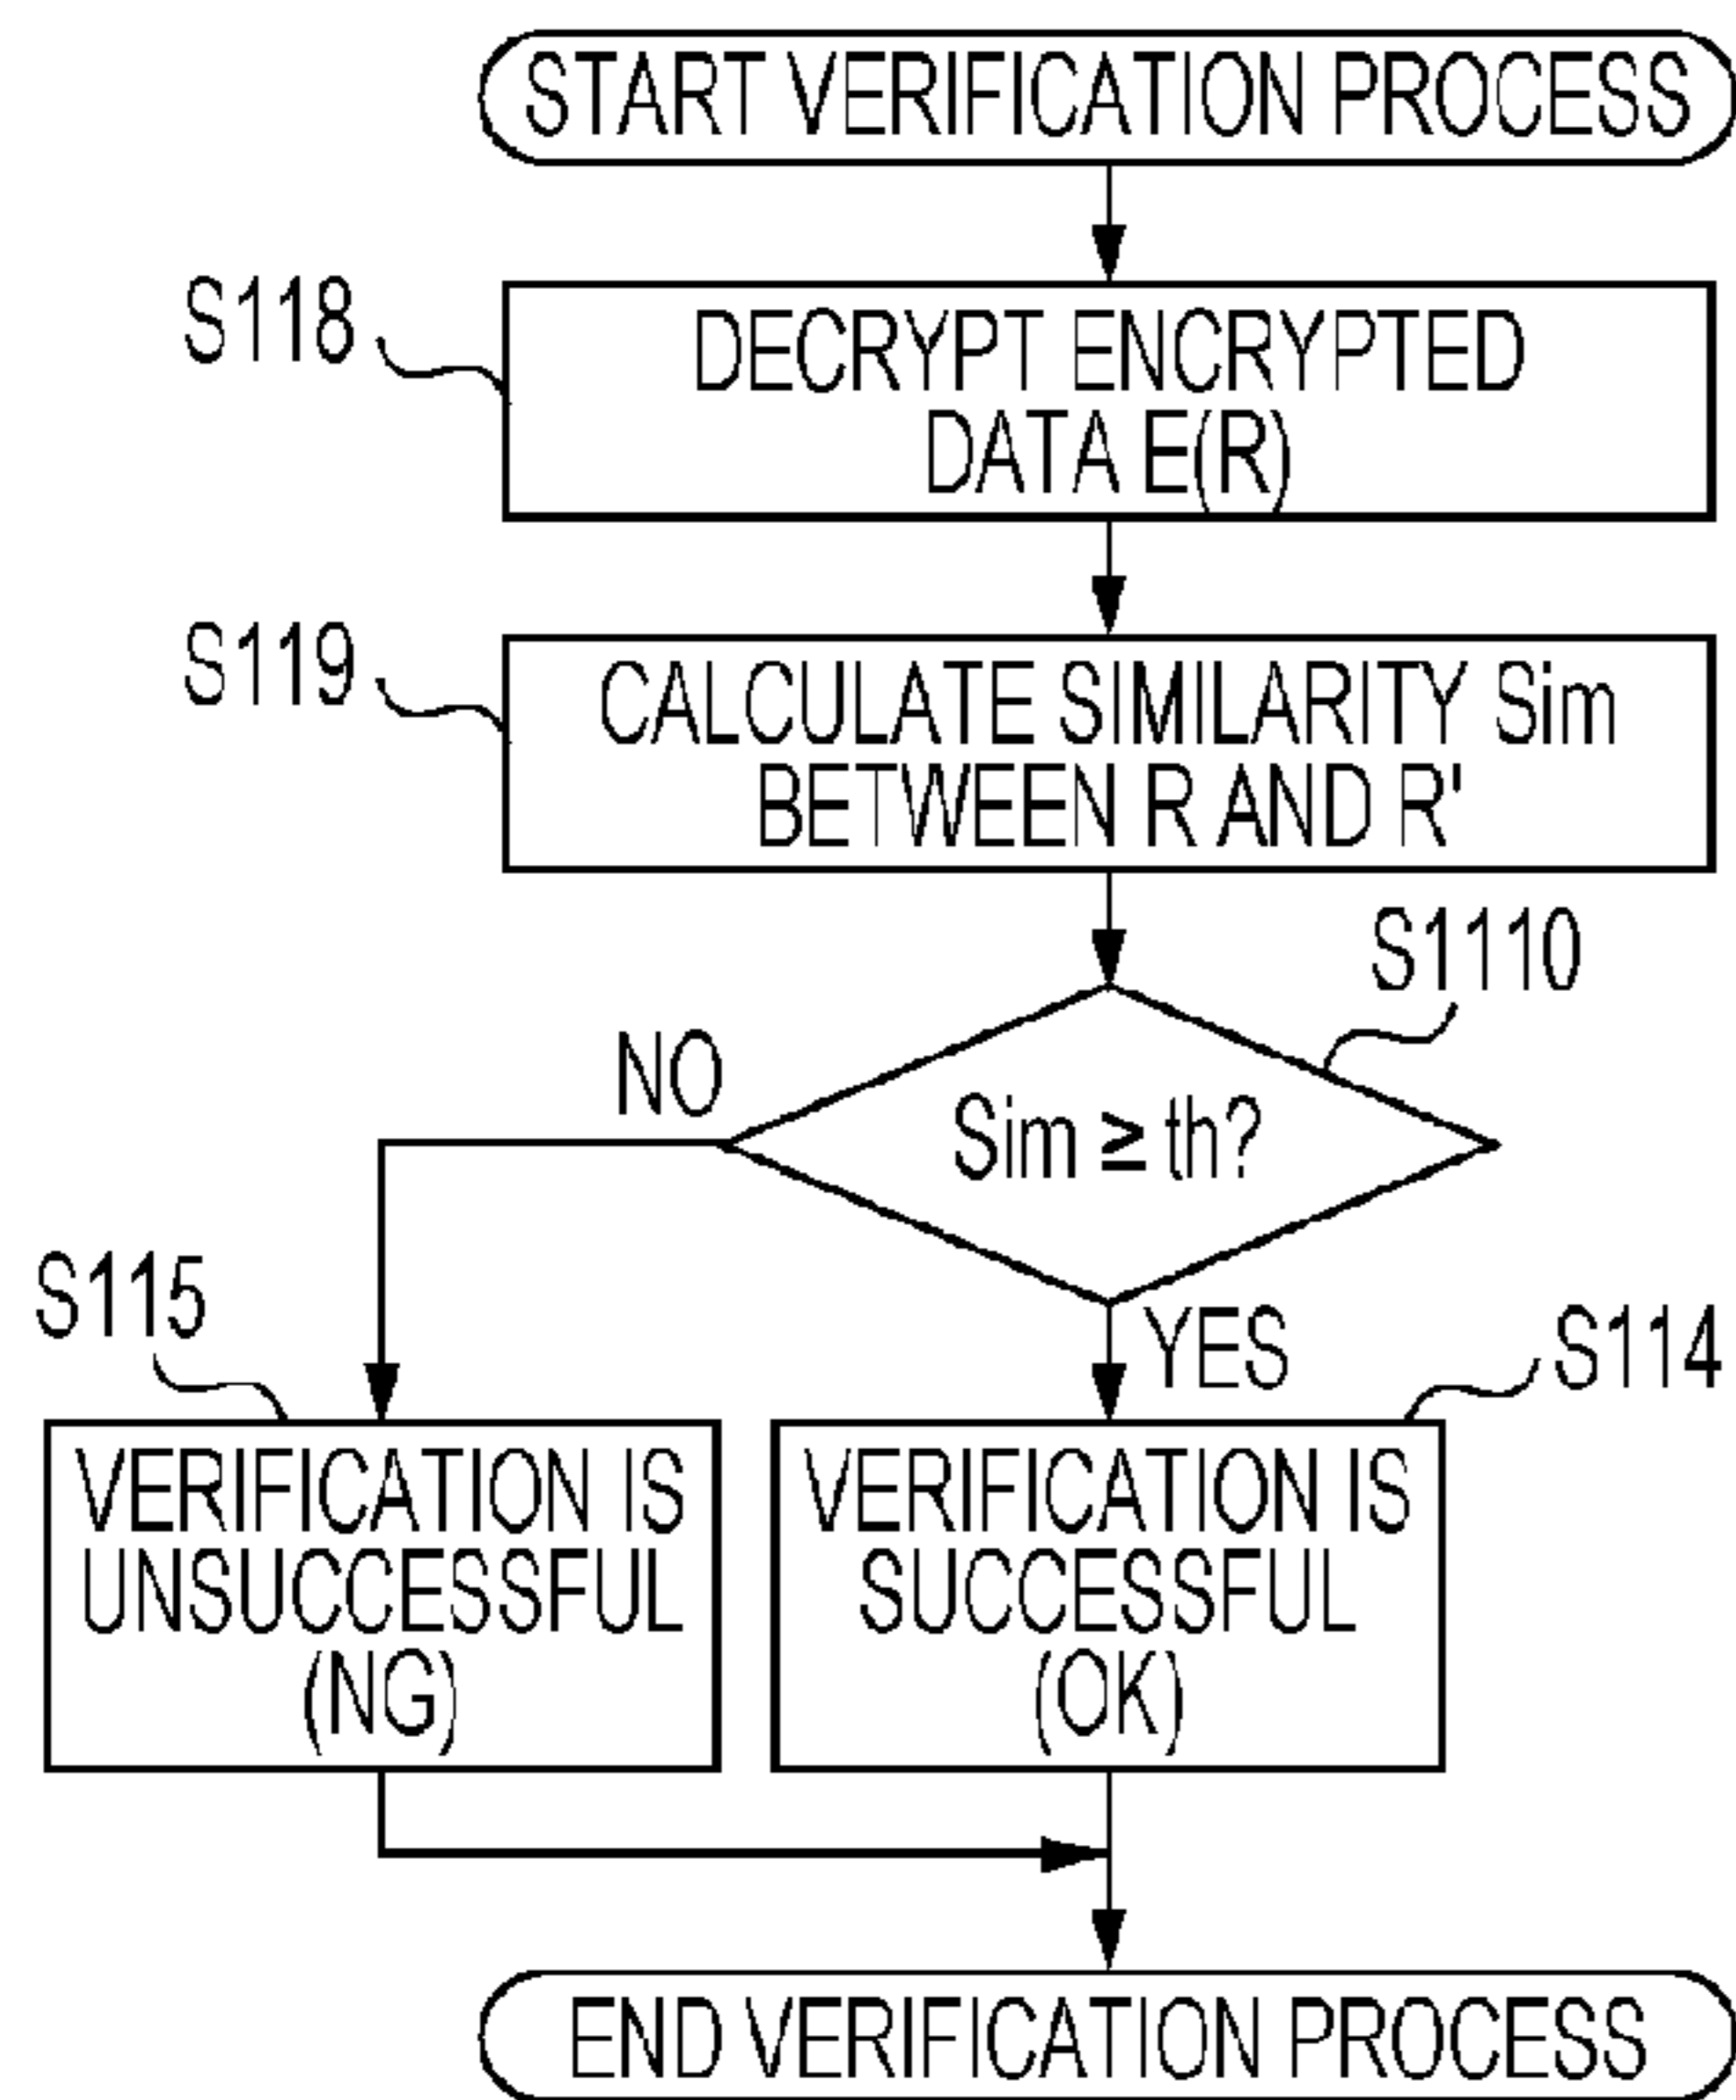 START VERIFICATION PROCESS
S118
DECRYPT ENCRYPTED
DATA E(R)
S119
CALCULATE SIMILARITY Sim
BETWEEN R AND R'
S1110
NO
Sim ≥ th?
S115
YES
S114
VERIFICATION IS
UNSUCCESSFUL
(NG)
VERIFICATION IS
SUCCESSFUL
(OK)
END VERIFICATION PROCESS